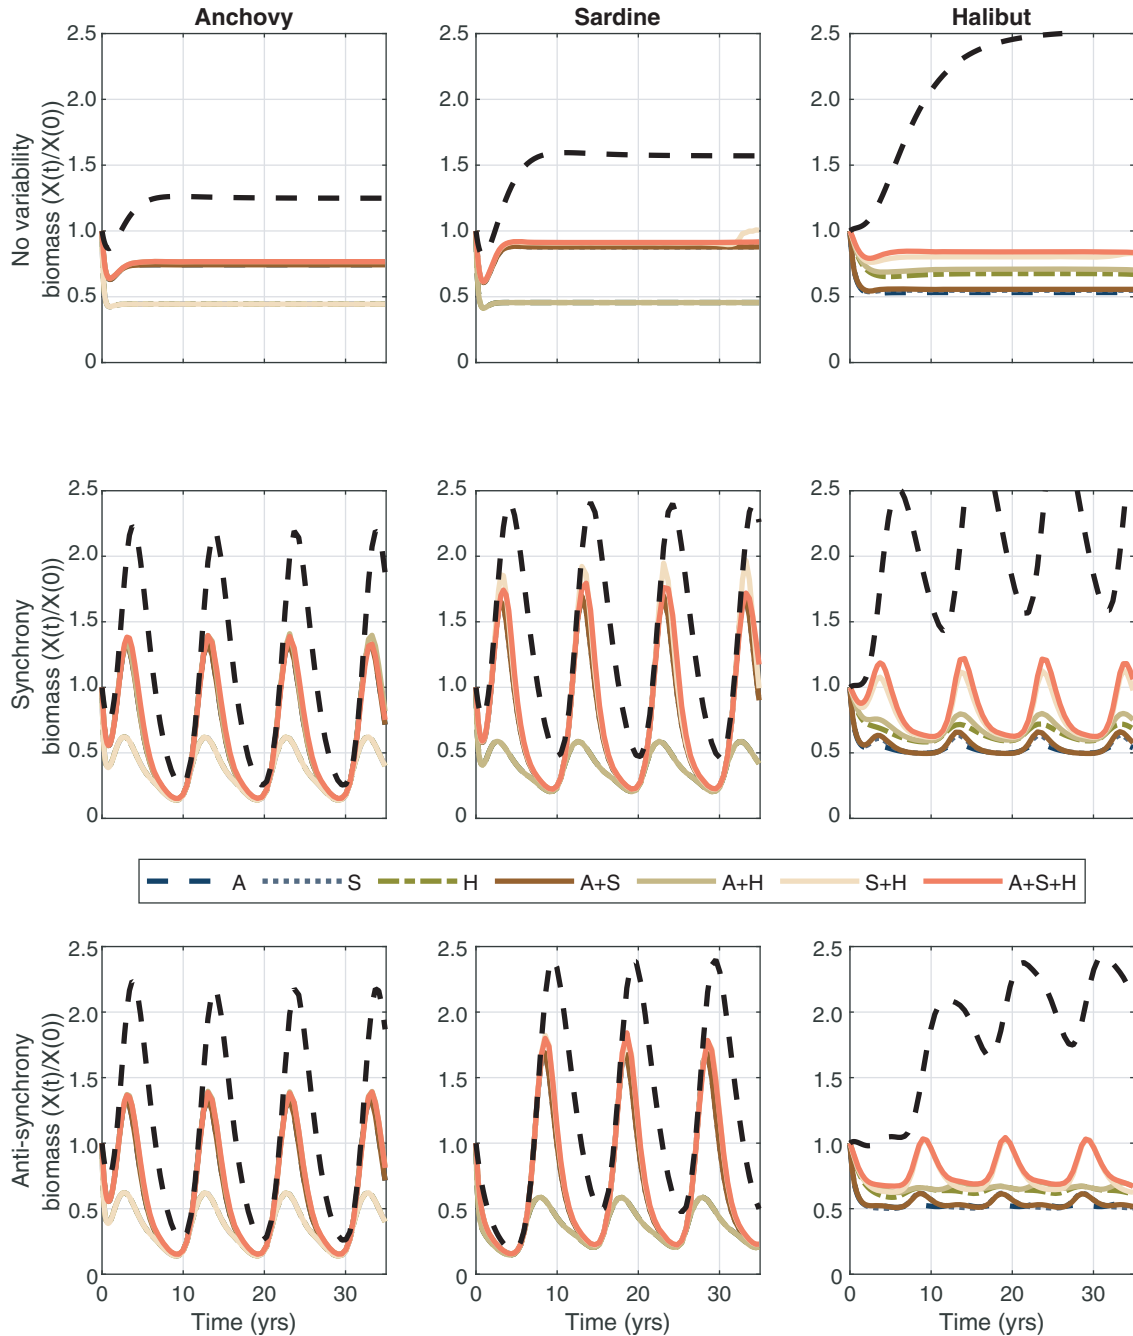 Anchovy Sardine Halibut
No variability
biomass (X(t)/X(0))
2.5 2.5 2.5
2.0 2.0 2.0
1.5 1.5 1.5
1.0 1.0 1.0
0.5 0.5 0.5
0 0 0
Synchrony
biomass (X(t)/X(0))
2.5 2.5 2.5
2.0 2.0 2.0
1.5 1.5 1.5
1.0 1.0 1.0
0.5 0.5 0.5
0 0 0
A S H A+S A+H S+H A+S+H
Anti-synchrony
biomass (X(t)/X(0))
2.5 2.5 2.5
2.0 2.0 2.0
1.5 1.5 1.5
1.0 1.0 1.0
0.5 0.5 0.5
0 0 0
0 10 20 30 0 10 20 30 0 10 20 30
Time (yrs) Time (yrs) Time (yrs)